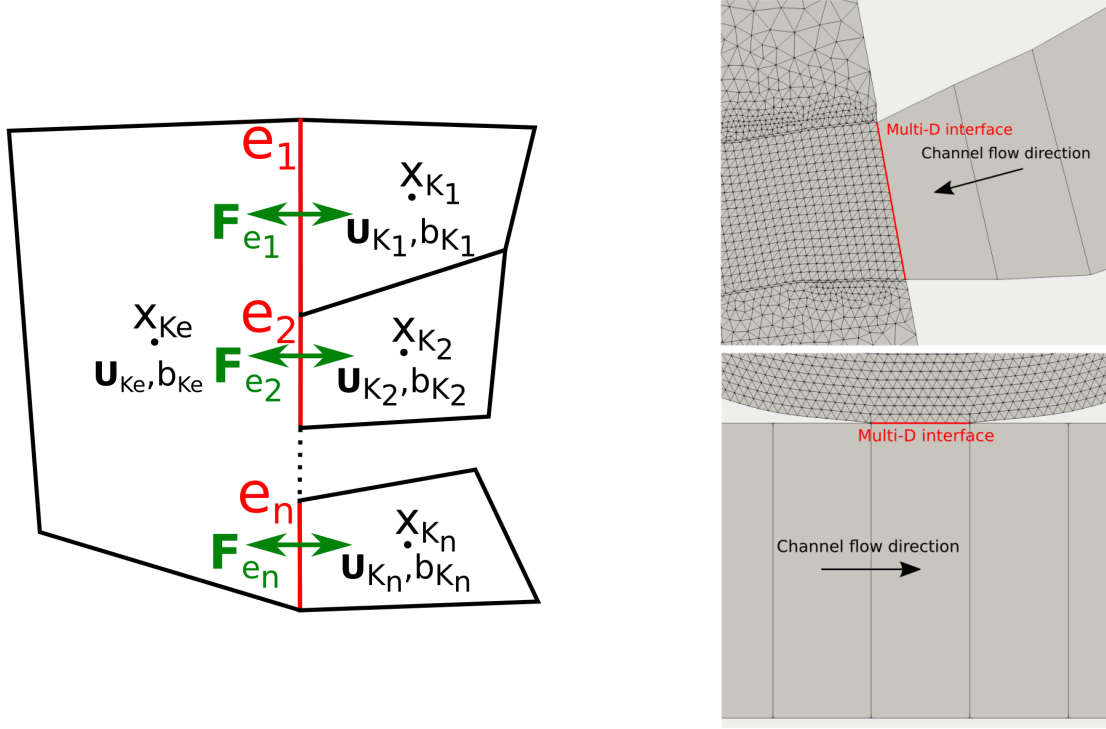 e1
xK1
Fe1
UK1,bK1
e2
xKe
xK2
UKe,bKe
Fe2
UK2,bK2
en
xKn
Fen
UKn,bKn
Multi-D interface
Channel flow direction
Multi-D interface
Channel flow direction